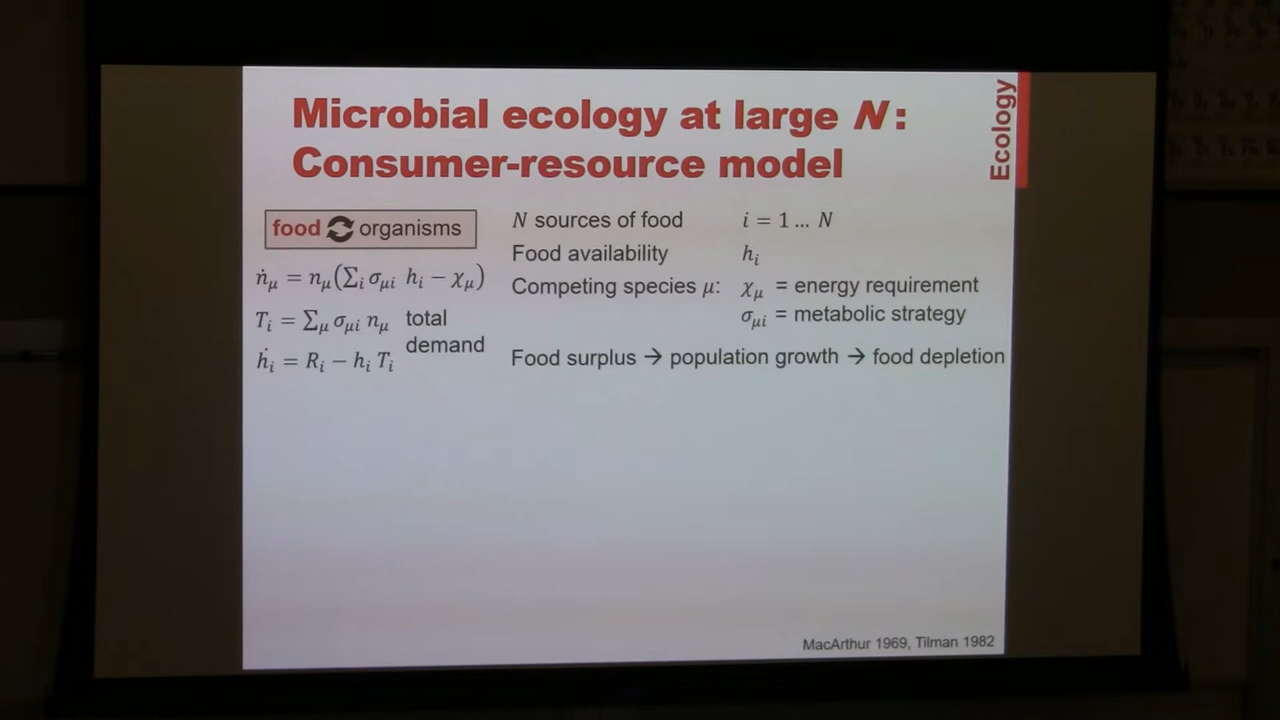 Microbial ecology at large N:
Consumer-resource model
Ecology
food organisms
ṅ_μ = n_μ(∑_i σ_μi h_i − χ_μ)
T_i = ∑_μ σ_μi n_μ total
demand
ḣ_i = R_i − h_i T_i
N sources of food i = 1 ... N
Food availability h_i
Competing species μ: χ_μ = energy requirement
σ_μi = metabolic strategy
Food surplus → population growth → food depletion
MacArthur 1969, Tilman 1982